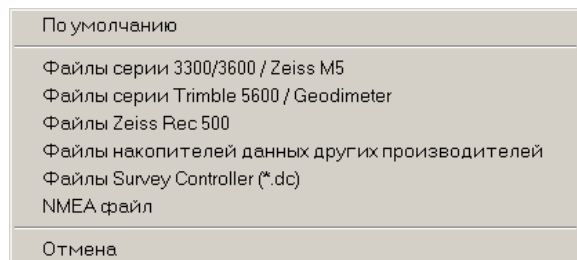 По умолчанию
Файлы серии 3300/3600 / Zeiss M5
Файлы серии Trimble 5600 / Geodimeter
Файлы Zeiss Rec 500
Файлы накопителей данных других производителей
Файлы Survey Controller (*.dc)
NMEA файл
Отмена